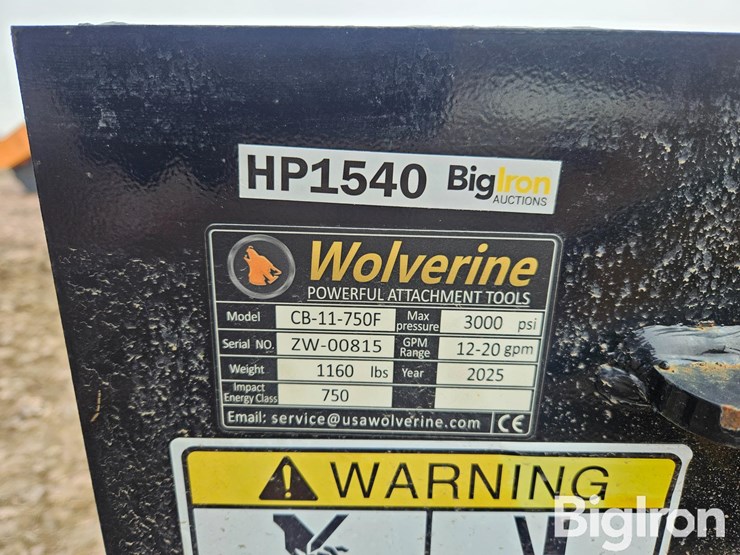 HP1540 BigIron
AUCTIONS
Wolverine
POWERFUL ATTACHMENT TOOLS
Model CB-11-750F Max pressure 3000 psi
Serial NO. ZW-00815 GPM Range 12-20 gpm
Weight 1160 lbs Year 2025
Impact Energy Class 750
Email: service@usawolverine.com CE
WARNING
BigIron